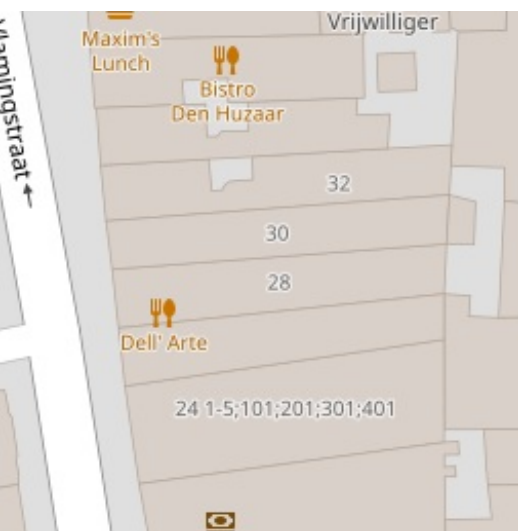 Vrijwilliger
Maxim's
Lunch
Bistro
Den Huzaar
32
30
28
Dell' Arte
24 1-5;101;201;301;401